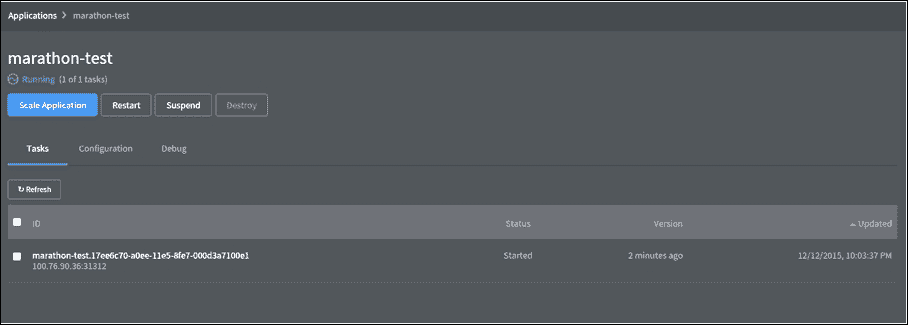 Applications > marathon-test
marathon-test
Running (1 of 1 tasks)
Scale Application Restart Suspend Destroy
Tasks Configuration Debug
↻ Refresh
ID Status Version Updated
marathon-test.17ee6c70-a0ee-11e5-8fe7-000d3a7100e1 Started 2 minutes ago 12/12/2015, 10:03:37 PM
100.76.90.36:31312